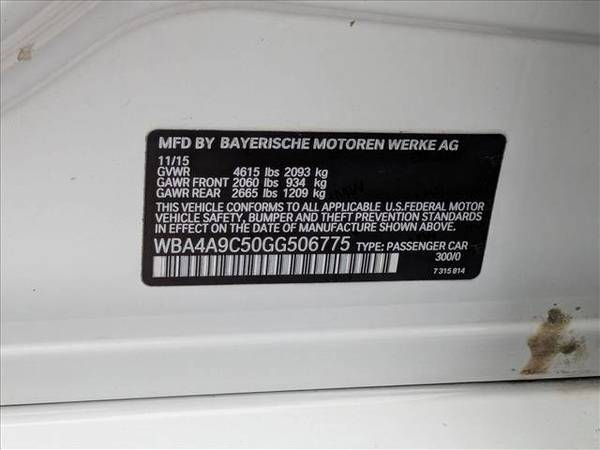 MFD BY BAYERISCHE MOTOREN WERKE AG
11/15
GVWR 4615 lbs 2093 kg
GAWR FRONT 2060 lbs 934 kg
GAWR REAR 2665 lbs 1209 kg
THIS VEHICLE CONFORMS TO ALL APPLICABLE U.S.FEDERAL MOTOR
VEHICLE SAFETY, BUMPER AND THEFT PREVENTION STANDARDS
IN EFFECT ON THE DATE OF MANUFACTURE SHOWN ABOVE.
WBA4A9C50GG506775 TYPE: PASSENGER CAR
300/0
7 315 814